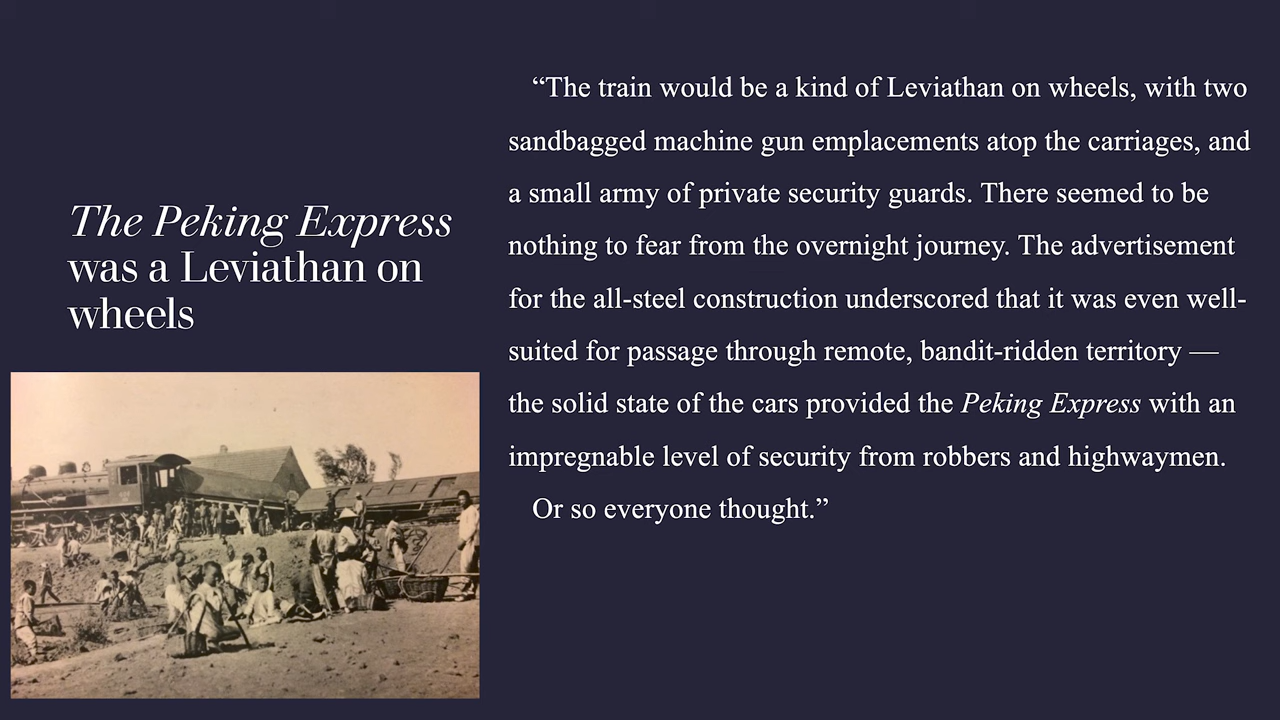 The Peking Express
was a Leviathan on
wheels
“The train would be a kind of Leviathan on wheels, with two
sandbagged machine gun emplacements atop the carriages, and
a small army of private security guards. There seemed to be
nothing to fear from the overnight journey. The advertisement
for the all-steel construction underscored that it was even well-
suited for passage through remote, bandit-ridden territory —
the solid state of the cars provided the Peking Express with an
impregnable level of security from robbers and highwaymen.
Or so everyone thought.”